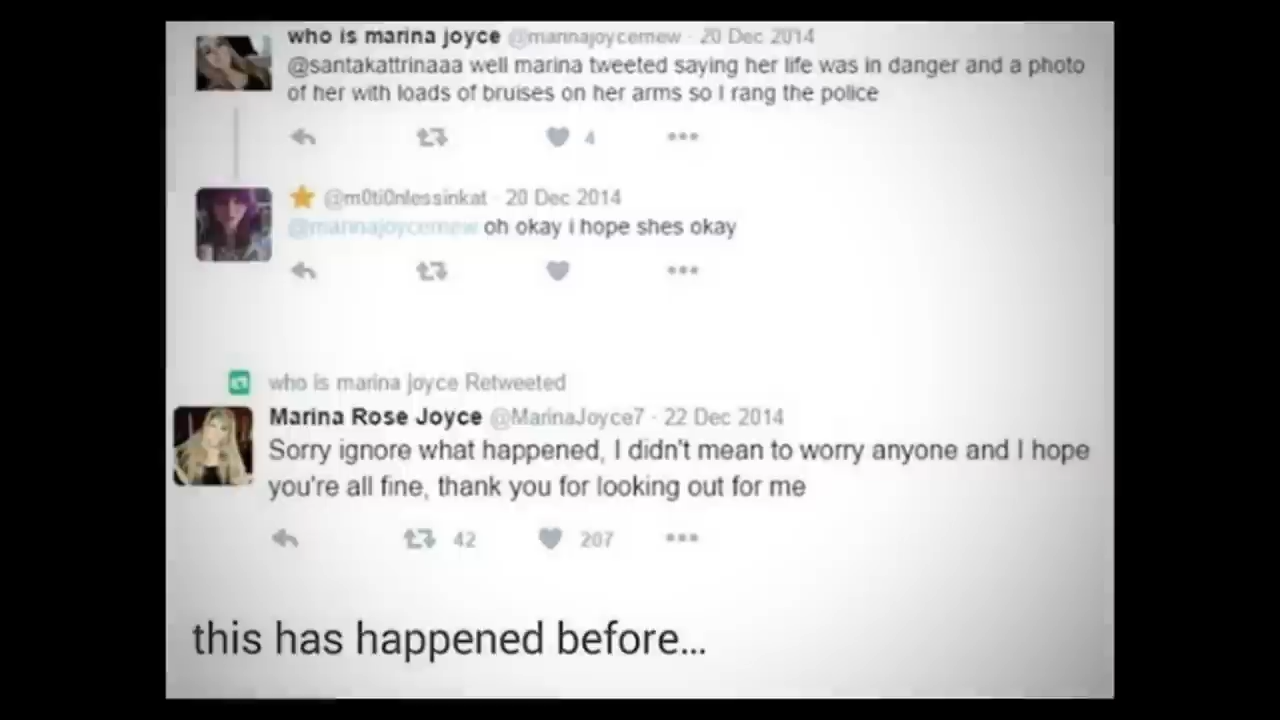 who is marina joyce @marinajoycemew · 20 Dec 2014
@santakattrinaaa well marina tweeted saying her life was in danger and a photo
of her with loads of bruises on her arms so I rang the police
4
@m0ti0nlessinkat · 20 Dec 2014
@marinajoycemew oh okay i hope shes okay
who is marina joyce Retweeted
Marina Rose Joyce @MarinaJoyce7 · 22 Dec 2014
Sorry ignore what happened, I didn't mean to worry anyone and I hope
you're all fine, thank you for looking out for me
42 207
this has happened before...